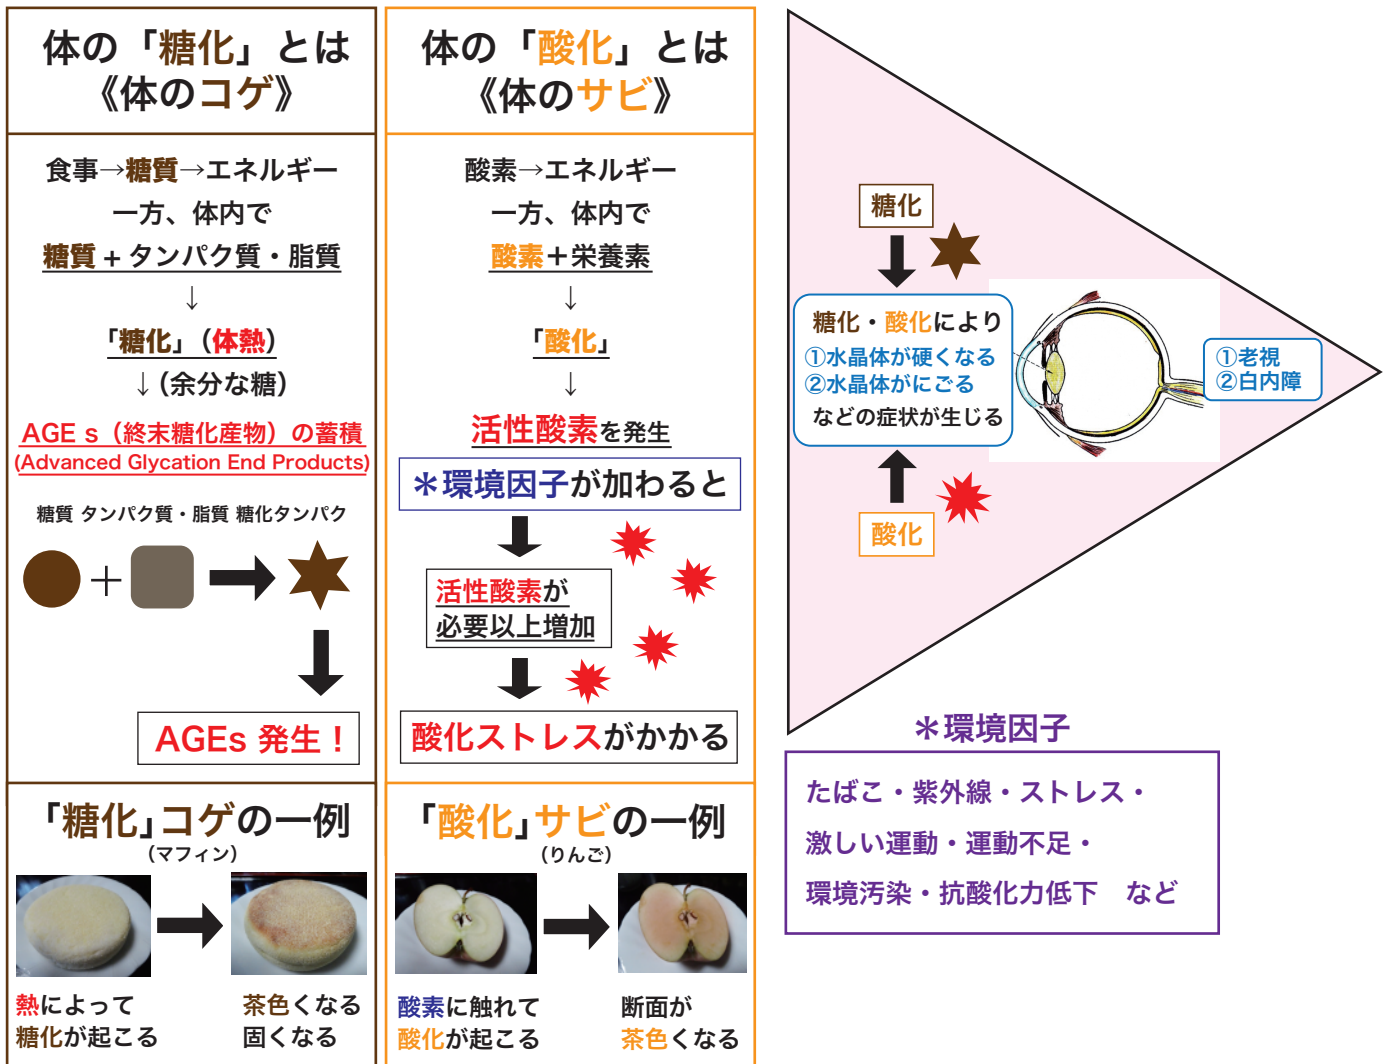 体の「糖化」とは
《体のコゲ》
食事→糖質→エネルギー
一方、体内で
糖質 + タンパク質・脂質
↓
「糖化」（体熱）
↓（余分な糖）
AGE s（終末糖化産物）の蓄積
(Advanced Glycation End Products)
糖質 タンパク質・脂質 糖化タンパク
＋
AGEs 発生！
「糖化」コゲの一例
（マフィン）
熱によって
糖化が起こる
茶色くなる
固くなる
体の「酸化」とは
《体のサビ》
酸素→エネルギー
一方、体内で
酸素＋栄養素
↓
「酸化」
↓
活性酸素を発生
＊環境因子が加わると
活性酸素が
必要以上増加
酸化ストレスがかかる
「酸化」サビの一例
（りんご）
酸素に触れて
酸化が起こる
断面が
茶色くなる
糖化
糖化・酸化により
①水晶体が硬くなる
②水晶体がにごる
などの症状が生じる
酸化
①老視
②白内障
＊環境因子
たばこ・紫外線・ストレス・
激しい運動・運動不足・
環境汚染・抗酸化力低下　など